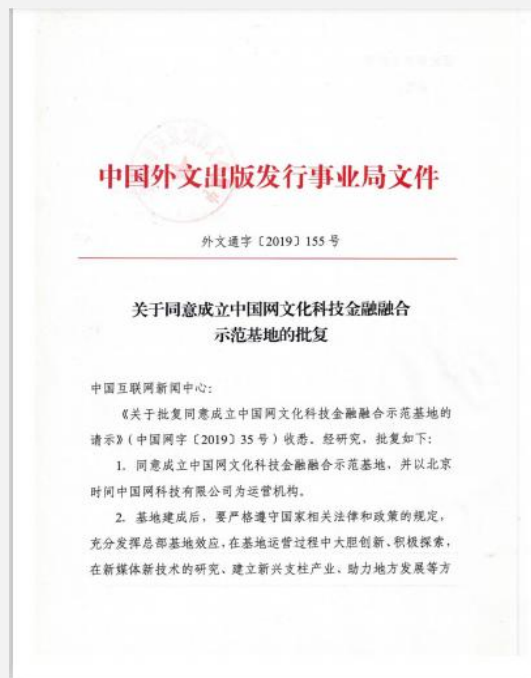 中国外文出版发行事业局文件
外文通字〔2019〕155 号
关于同意成立中国网文化科技金融融合
示范基地的批复
中国互联网新闻中心：
《关于批复同意成立中国网文化科技金融融合示范基地的
请示》（中国网字〔2019〕35 号）收悉。经研究，批复如下：
1. 同意成立中国网文化科技金融融合示范基地，并以北京
时间中国网科技有限公司为运营机构。
2. 基地建成后，要严格遵守国家相关法律和政策的规定，
充分发挥总部基地效应，在基地运营过程中大胆创新、积极探索，
在新媒体新技术的研究、建立新兴支柱产业、助力地方发展等方